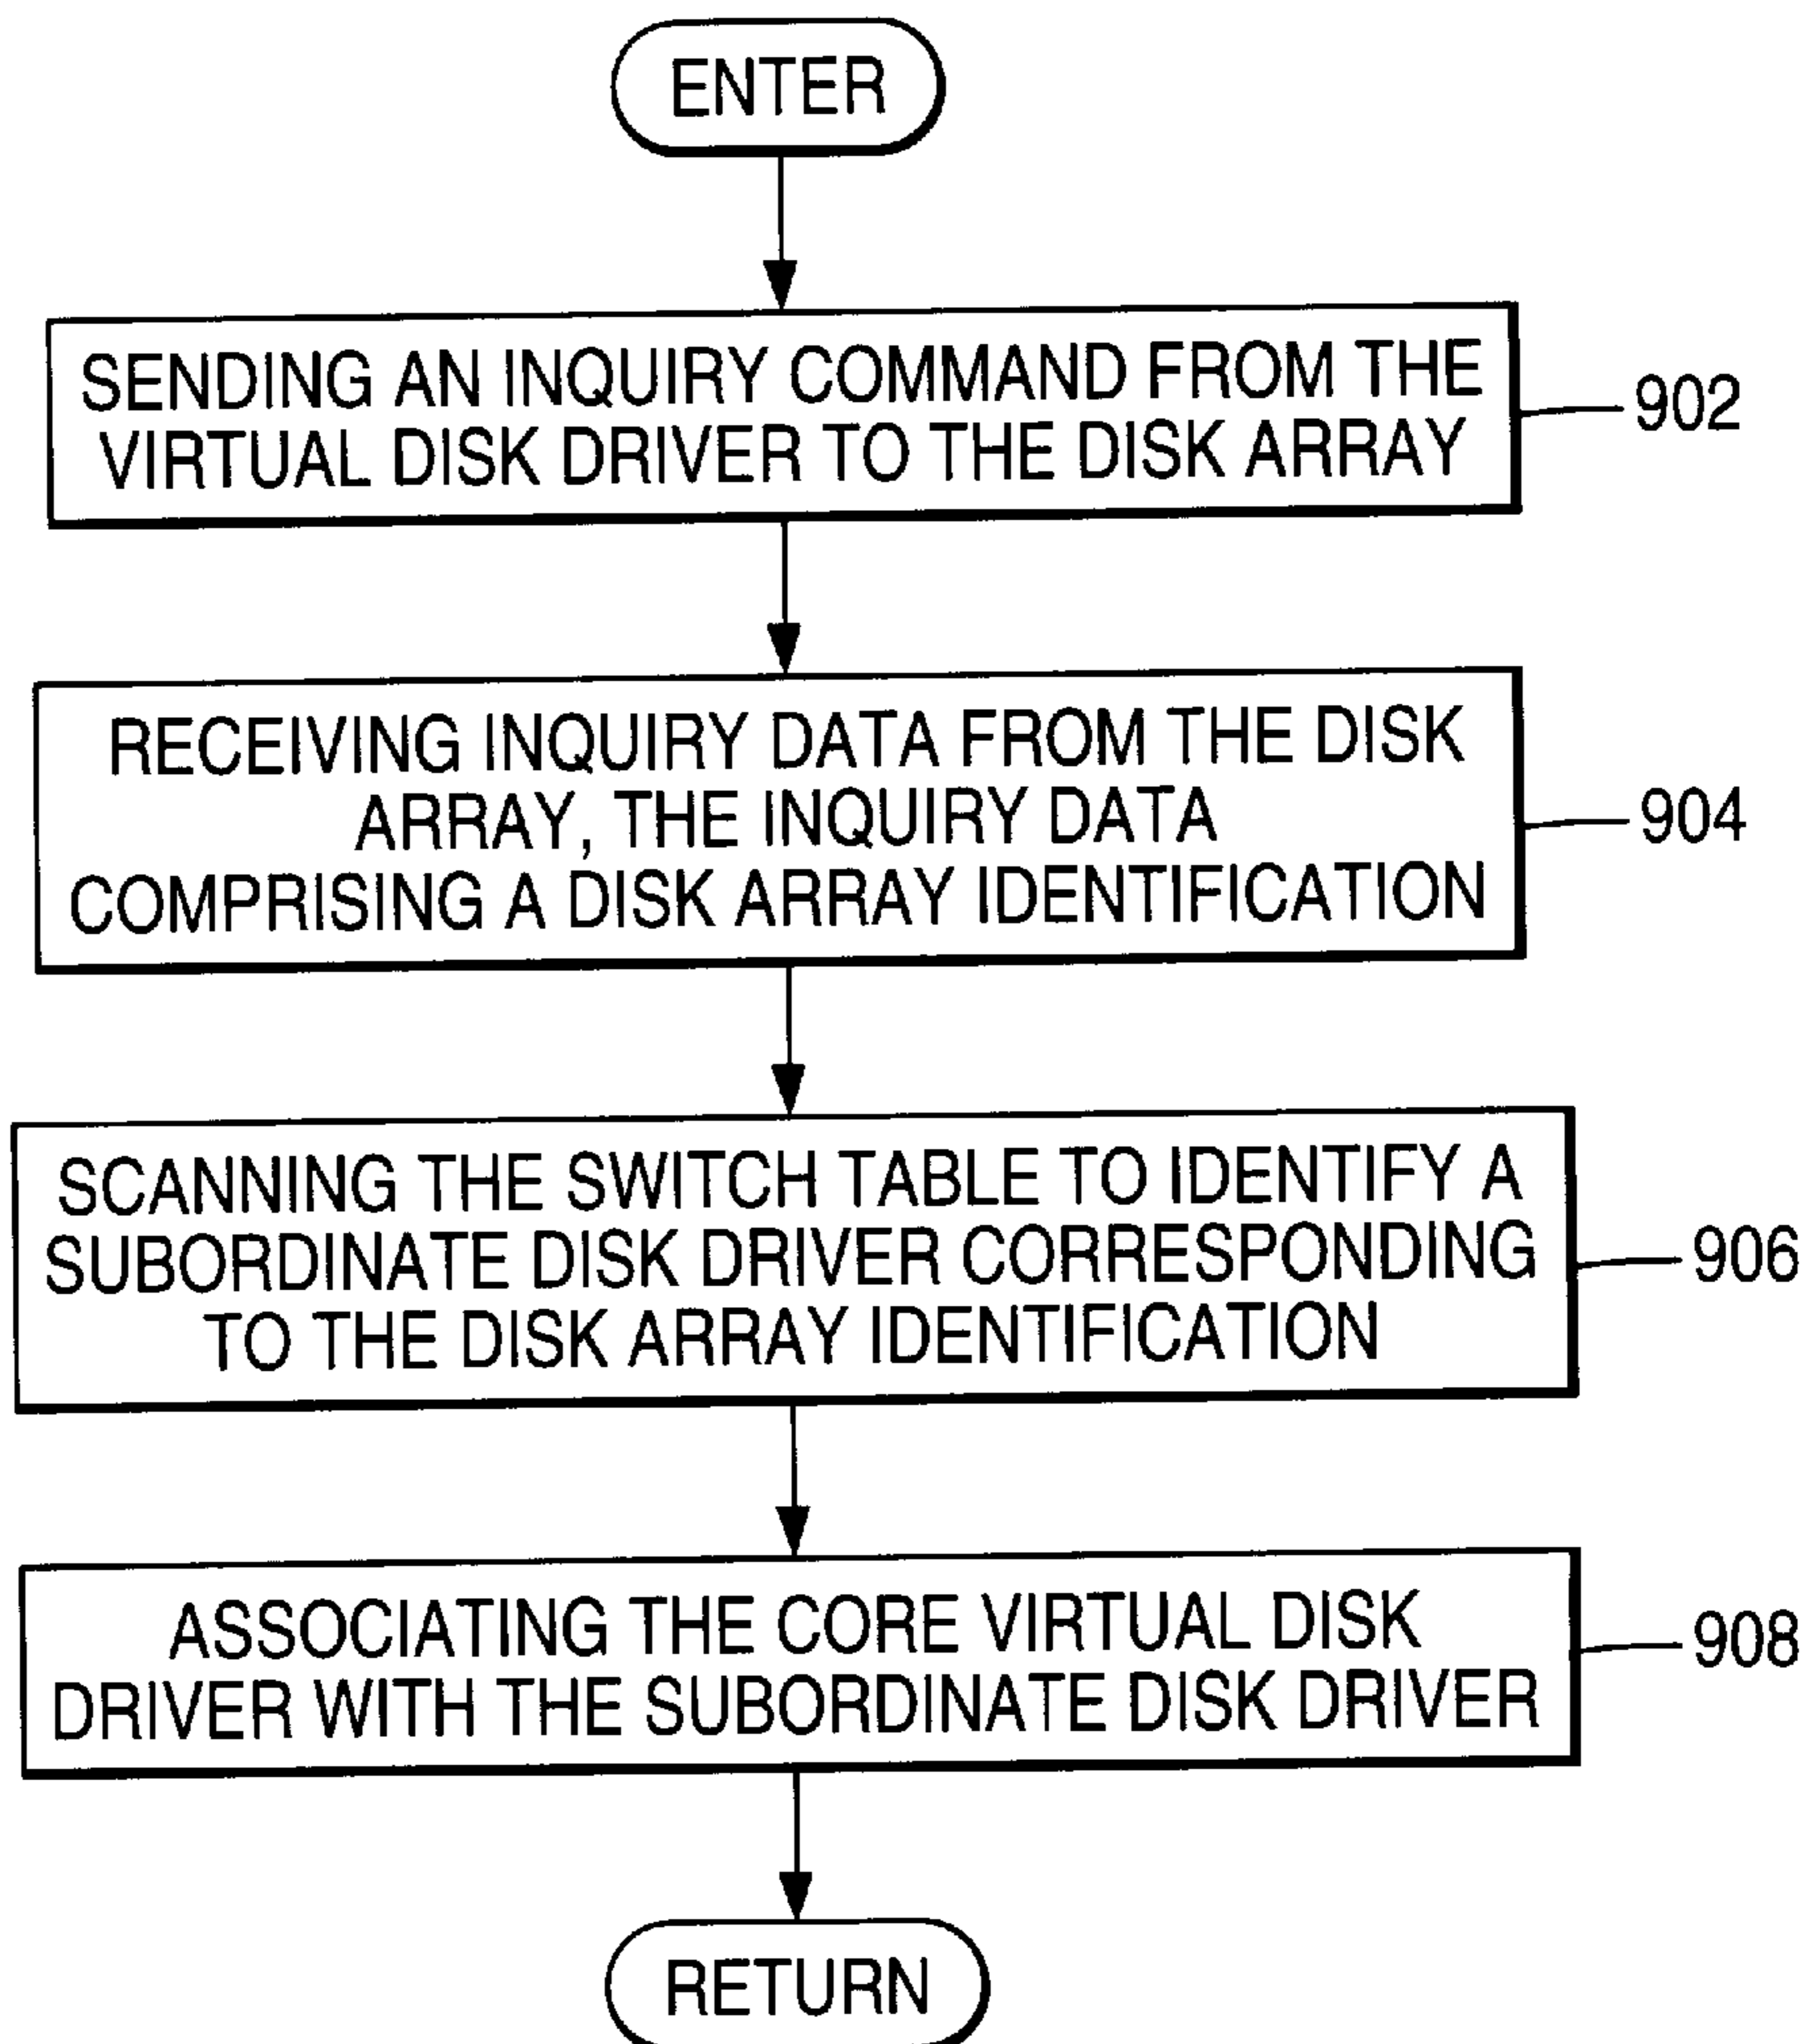 ENTER
SENDING AN INQUIRY COMMAND FROM THE
VIRTUAL DISK DRIVER TO THE DISK ARRAY
902
RECEIVING INQUIRY DATA FROM THE DISK
ARRAY, THE INQUIRY DATA
COMPRISING A DISK ARRAY IDENTIFICATION
904
SCANNING THE SWITCH TABLE TO IDENTIFY A
SUBORDINATE DISK DRIVER CORRESPONDING
TO THE DISK ARRAY IDENTIFICATION
906
ASSOCIATING THE CORE VIRTUAL DISK
DRIVER WITH THE SUBORDINATE DISK DRIVER
908
RETURN